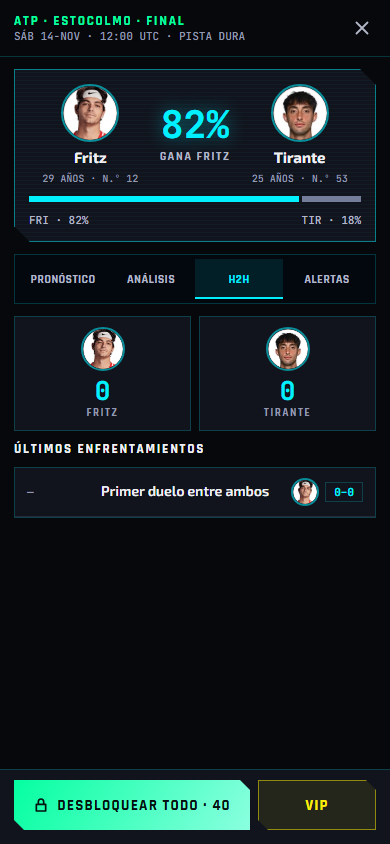 ATP · ESTOCOLMO · FINAL
SÁB 14-NOV · 12:00 UTC · PISTA DURA
82%
GANA FRITZ
Fritz
Tirante
29 AÑOS · N.º 12
25 AÑOS · N.º 53
FRI · 82%
TIR · 18%
PRONÓSTICO
ANÁLISIS
H2H
ALERTAS
0
FRITZ
0
TIRANTE
ÚLTIMOS ENFRENTAMIENTOS
— Primer duelo entre ambos 0-0
DESBLOQUEAR TODO · 40
VIP